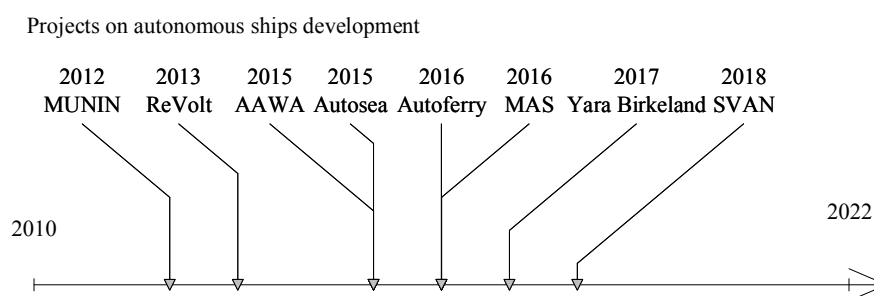 Projects on autonomous ships development
2012 2013 2015 2015 2016 2016 2017 2018
MUNIN ReVolt AAWA Autosea Autoferry MAS Yara Birkeland SVAN
2010
2022